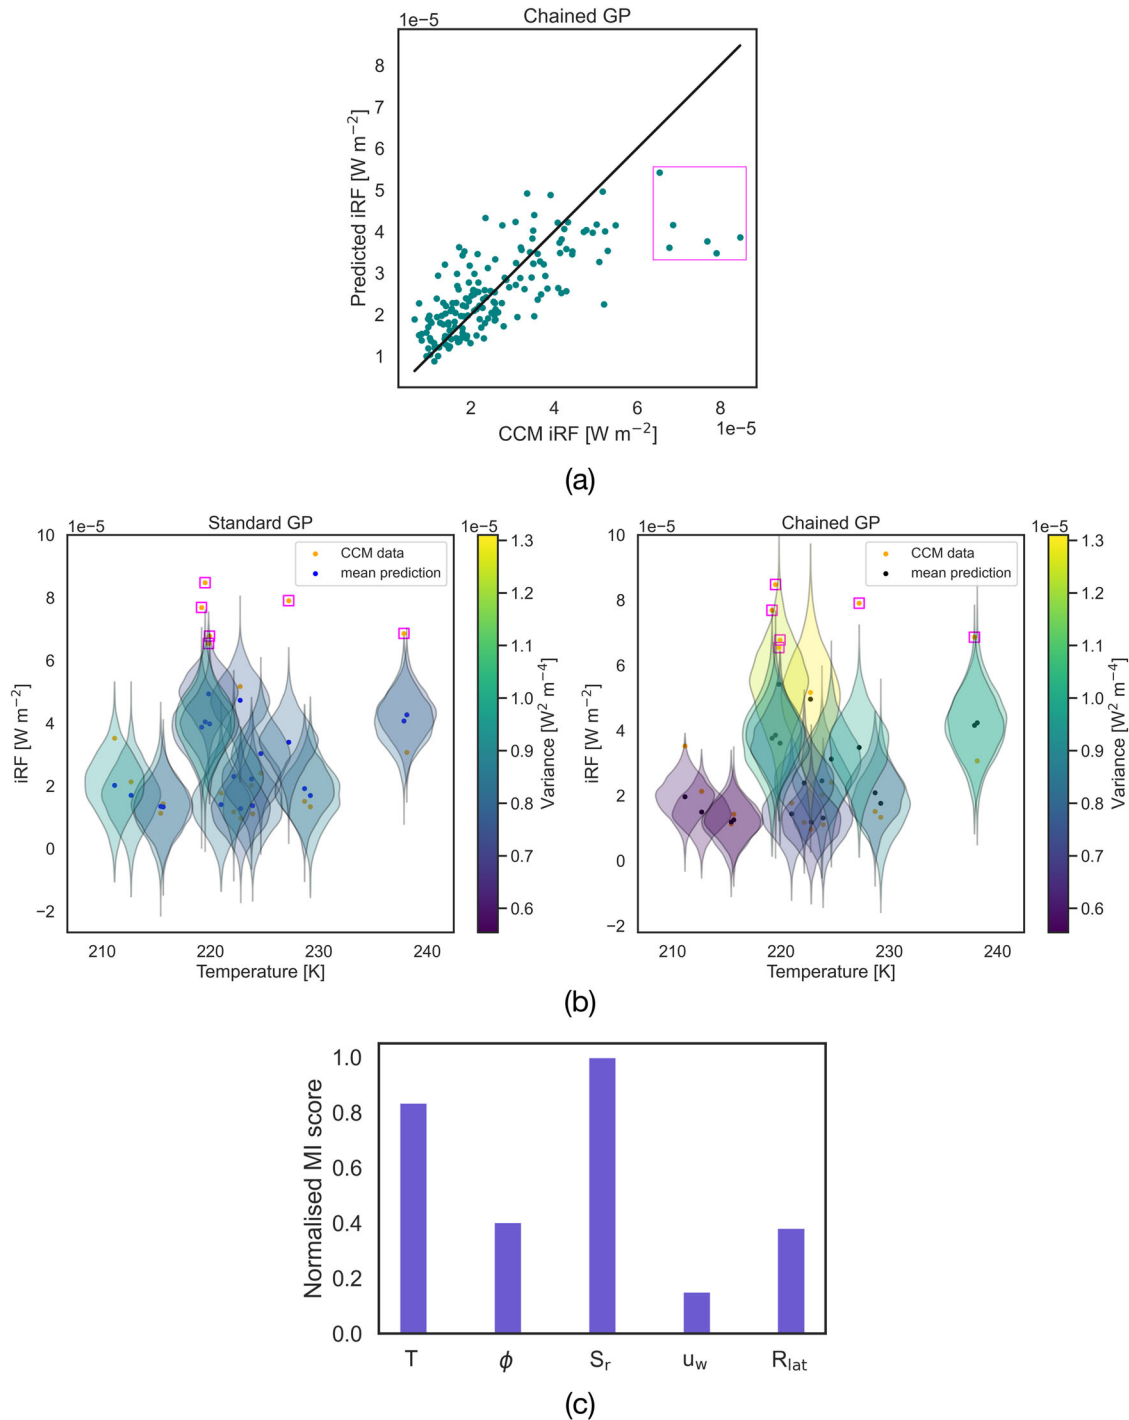 Chained GP
1e−5
Predicted iRF [W m−2]
8
7
6
5
4
3
2
1
2 4 6 8
1e−5
CCM iRF [W m−2]
(a)
1e−5 Standard GP 1e−5
CCM data
mean prediction
iRF [W m−2]
10
8
6
4
2
0
−2
210 220 230 240
Temperature [K]
1.3
1.2
1.1
1.0
0.9
0.8
0.7
0.6
Variance [W2 m−4]
1e−5 Chained GP 1e−5
CCM data
mean prediction
iRF [W m−2]
10
8
6
4
2
0
−2
210 220 230 240
Temperature [K]
1.3
1.2
1.1
1.0
0.9
0.8
0.7
0.6
Variance [W2 m−4]
(b)
Normalised MI score
1.0
0.8
0.6
0.4
0.2
0.0
T ϕ Sr uw Rlat
(c)